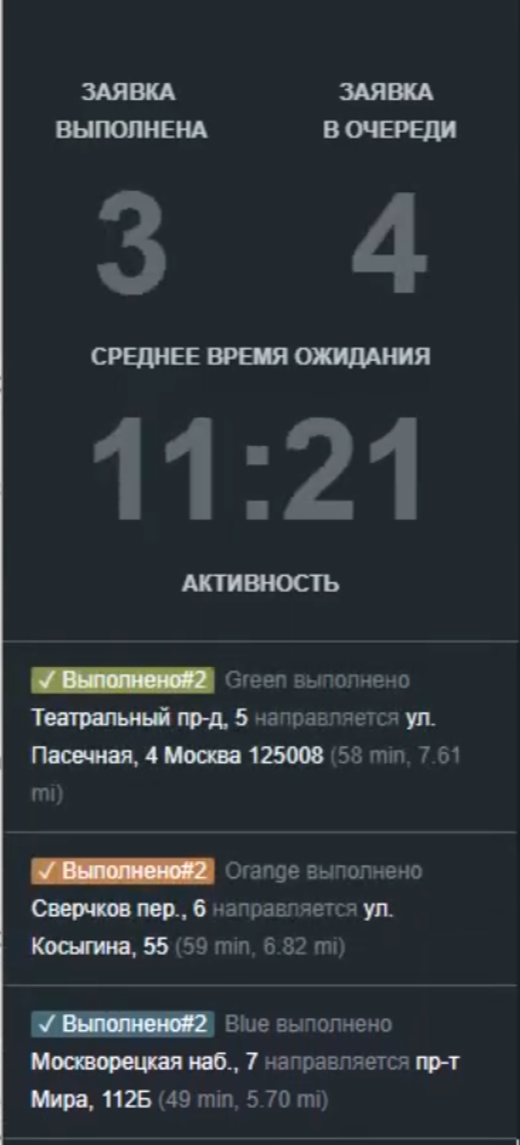 ЗАЯВКА
ВЫПОЛНЕНА
ЗАЯВКА
В ОЧЕРЕДИ
3
4
СРЕДНЕЕ ВРЕМЯ ОЖИДАНИЯ
11:21
АКТИВНОСТЬ
✓ Выполнено#2 Green выполнено
Театральный пр-д, 5 направляется ул.
Пасечная, 4 Москва 125008 (58 min, 7.61
mi)
✓ Выполнено#2 Orange выполнено
Сверчков пер., 6 направляется ул.
Косыгина, 55 (59 min, 6.82 mi)
✓ Выполнено#2 Blue выполнено
Москворецкая наб., 7 направляется пр-т
Мира, 112Б (49 min, 5.70 mi)